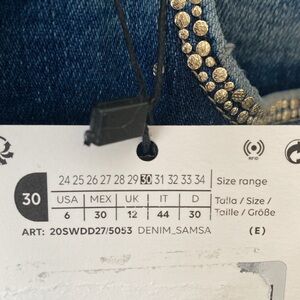 24 25 26 27 28 29 30 31 32 33 34 Size range
30
USA MEX UK IT D Talla / Size /
6 30 12 44 30 Taille / Größe
ART: 20SWDD27/5053 DENIM_SAMSA (E)
RFID